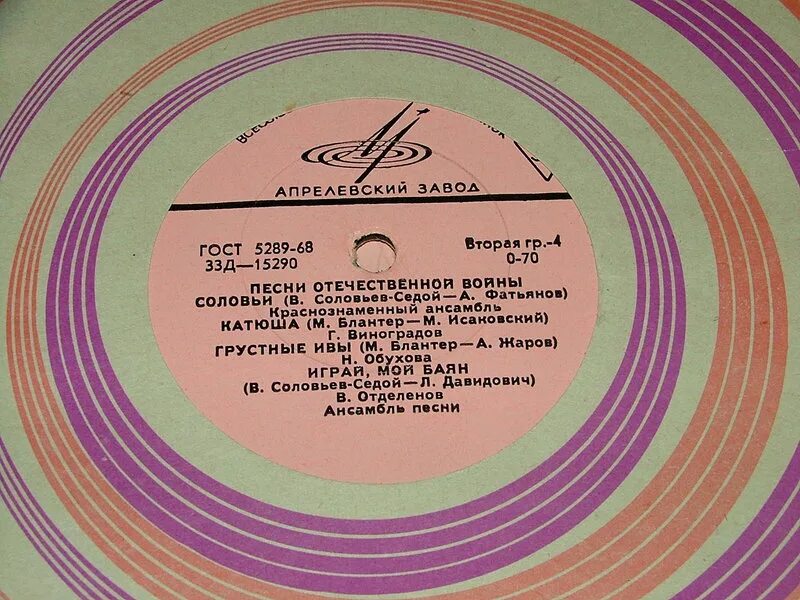 АПРЕЛЕВСКИЙ ЗАВОД
ГОСТ 5289-68 Вторая гр.-4
33Д—15290 0-70
ПЕСНИ ОТЕЧЕСТВЕННОЙ ВОЙНЫ
СОЛОВЬИ (В. Соловьев-Седой—А. Фатьянов)
Краснознаменный ансамбль
КАТЮША (М. Блантер—М. Исаковский)
Г. Виноградов
ГРУСТНЫЕ ИВЫ (М. Блантер—А. Жаров)
Н. Обухова
ИГРАЙ, МОЙ БАЯН
(В. Соловьев-Седой—Л. Давидович)
В. Отделенов
Ансамбль песни